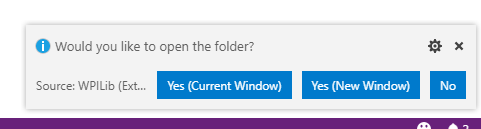 Would you like to open the folder?
Source: WPILib (Ext... Yes (Current Window) Yes (New Window) No